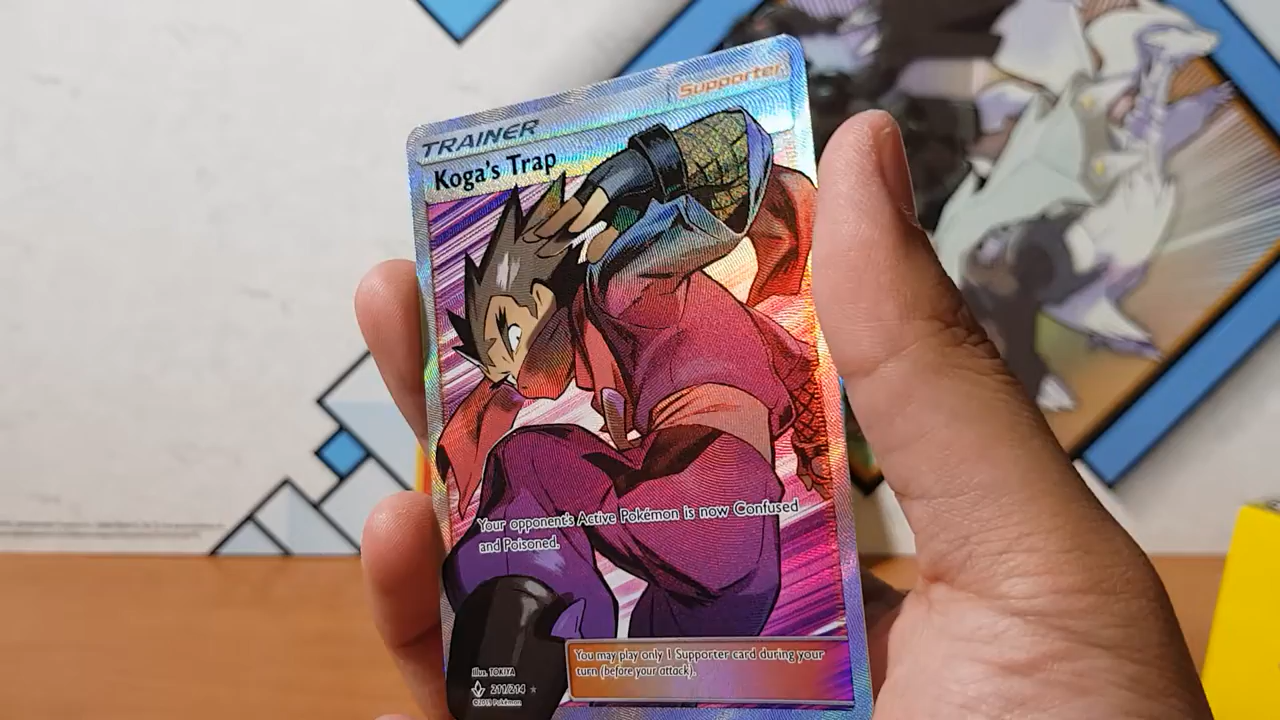 Supporter
TRAINER
Koga's Trap
Your opponent's Active Pokémon is now Confused
and Poisoned.
You may play only 1 Supporter card during your
turn (before your attack).
Illus. TOKIYA
211/214
©2019 Pokémon